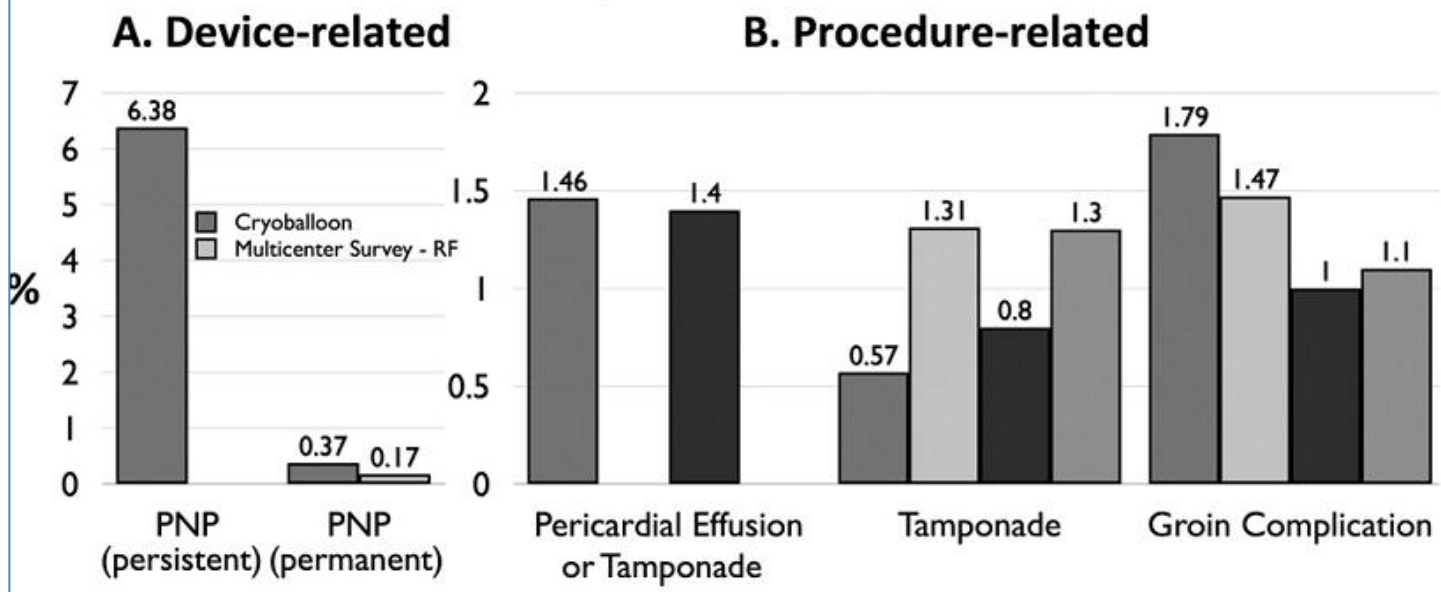 A. Device-related
7
6
5
4
3
2
1
0
%
6.38
0.37
0.17
Cryoballoon
Multicenter Survey - RF
PNP
(persistent)
PNP
(permanent)
B. Procedure-related
2
1.5
1
0.5
0
1.46
1.4
0.57
1.31
0.8
1.3
1.79
1.47
1
1.1
Pericardial Effusion
or Tamponade
Tamponade
Groin Complication